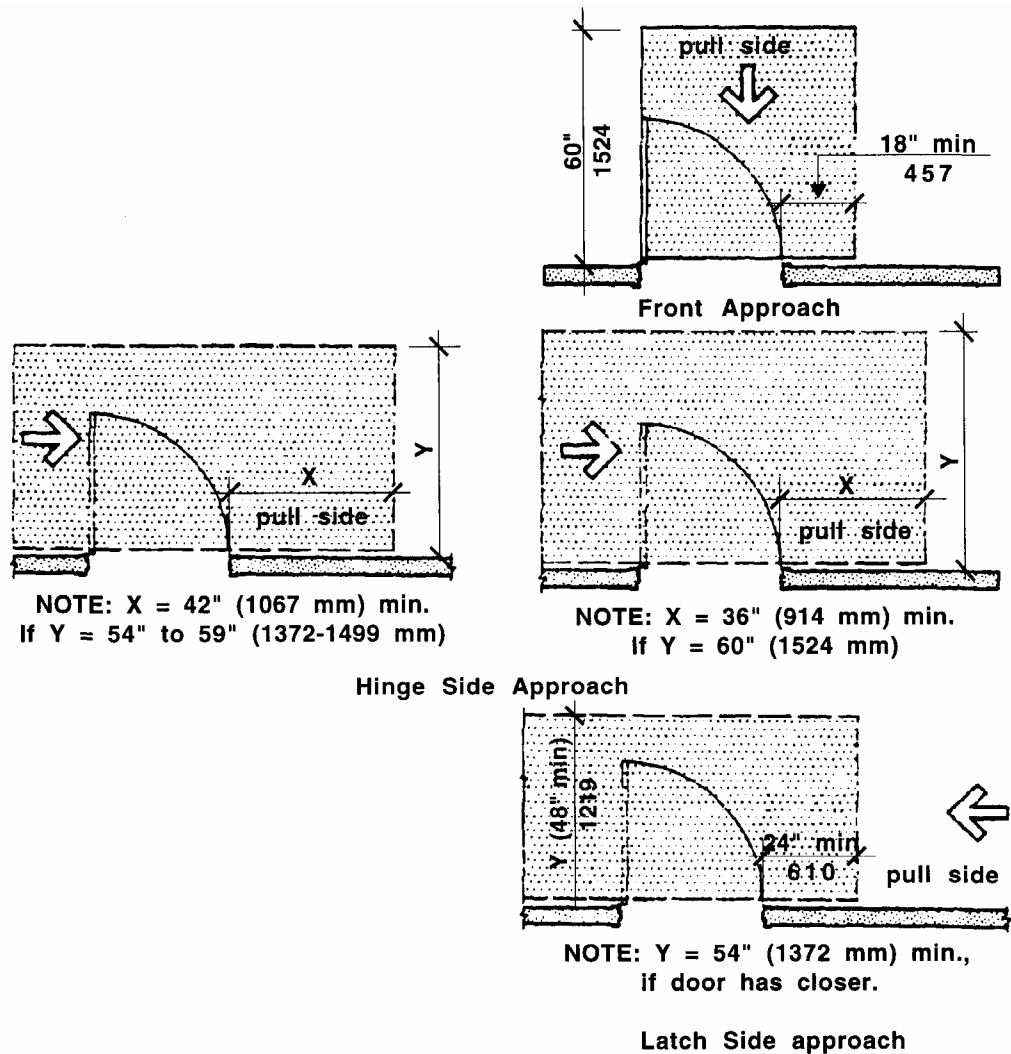 pull side
60"
1524
18" min
457
Front Approach
Y
X
pull side
NOTE: X = 42" (1067 mm) min.
If Y = 54" to 59" (1372-1499 mm)
Y
X
pull side
NOTE: X = 36" (914 mm) min.
If Y = 60" (1524 mm)
Hinge Side Approach
Y (48" min)
1219
24" min
610
pull side
NOTE: Y = 54" (1372 mm) min.,
if door has closer.
Latch Side approach